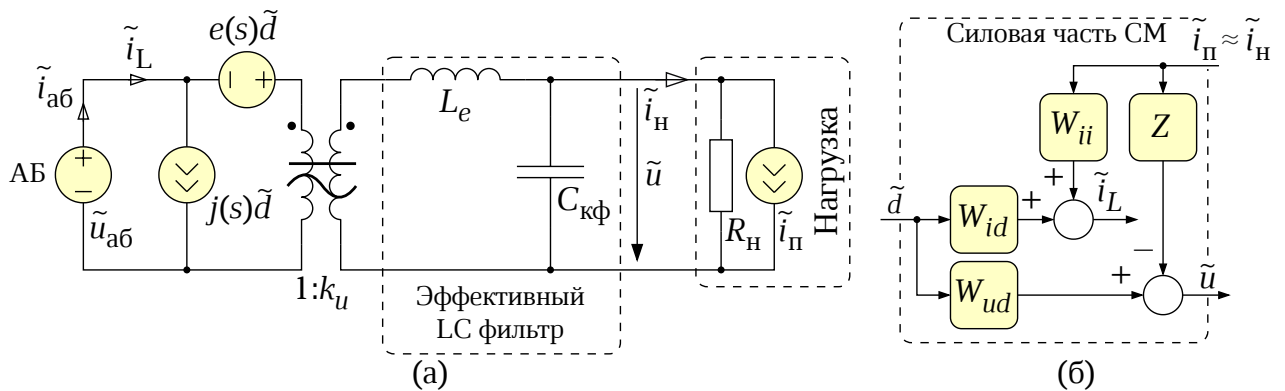 e(s)d̃
ĩ_L
ĩ_аб
АБ
ũ_аб
j(s)d̃
1:k_u
L_e
C_кф
Эффективный
LC фильтр
ĩ_н
ũ
R_н
ĩ_п
Нагрузка
(а)
Силовая часть СМ
ĩ_п ≈ ĩ_н
W_ii
Z
d̃
W_id
ĩ_L
W_ud
ũ
(б)